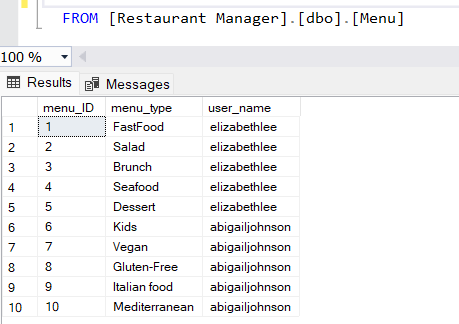 FROM [Restaurant Manager].[dbo].[Menu]
100 %
Results Messages
menu_ID menu_type user_name
1 1 FastFood elizabethlee
2 2 Salad elizabethlee
3 3 Brunch elizabethlee
4 4 Seafood elizabethlee
5 5 Dessert elizabethlee
6 6 Kids abigailjohnson
7 7 Vegan abigailjohnson
8 8 Gluten-Free abigailjohnson
9 9 Italian food abigailjohnson
10 10 Mediterranean abigailjohnson